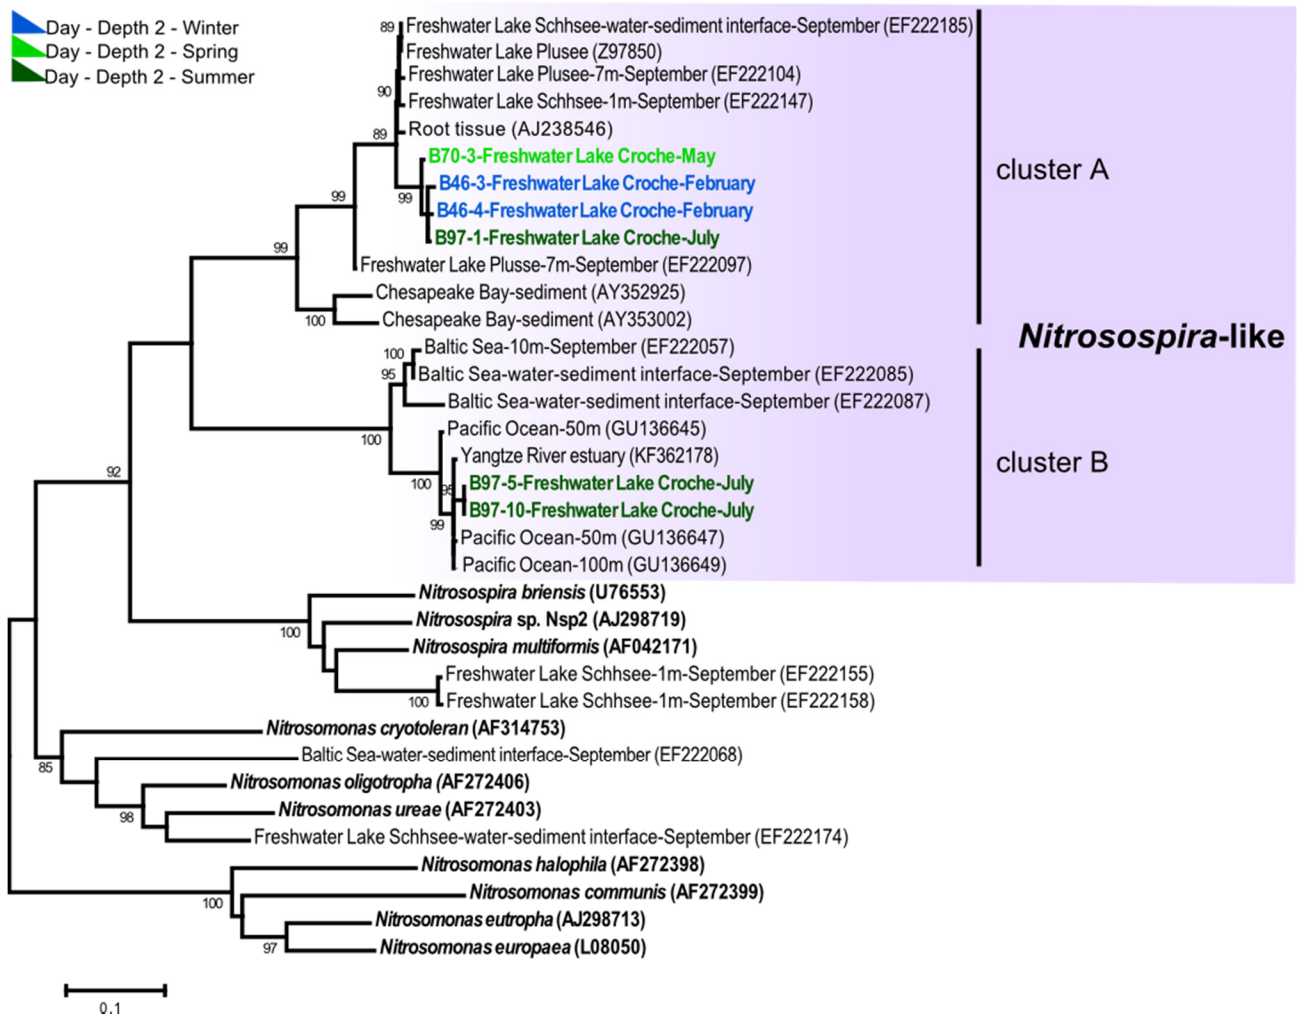 Day - Depth 2 - Winter
Day - Depth 2 - Spring
Day - Depth 2 - Summer
89
Freshwater Lake Schhsee-water-sediment interface-September (EF222185)
Freshwater Lake Plusee (Z97850)
Freshwater Lake Plusee-7m-September (EF222104)
90
Freshwater Lake Schhsee-1m-September (EF222147)
89
Root tissue (AJ238546)
B70-3-Freshwater Lake Croche-May
cluster A
B46-3-Freshwater Lake Croche-February
99
99
B46-4-Freshwater Lake Croche-February
B97-1-Freshwater Lake Croche-July
99
Freshwater Lake Plusse-7m-September (EF222097)
Chesapeake Bay-sediment (AY352925)
100
Chesapeake Bay-sediment (AY353002)
Nitrosospira-like
100
Baltic Sea-10m-September (EF222057)
95
Baltic Sea-water-sediment interface-September (EF222085)
Baltic Sea-water-sediment interface-September (EF222087)
100
Pacific Ocean-50m (GU136645)
Yangtze River estuary (KF362178)
cluster B
92
100
95
B97-5-Freshwater Lake Croche-July
B97-10-Freshwater Lake Croche-July
99
Pacific Ocean-50m (GU136647)
Pacific Ocean-100m (GU136649)
Nitrosospira briensis (U76553)
100
Nitrosospira sp. Nsp2 (AJ298719)
Nitrosospira multiformis (AF042171)
Freshwater Lake Schhsee-1m-September (EF222155)
100
Freshwater Lake Schhsee-1m-September (EF222158)
Nitrosomonas cryotoleran (AF314753)
Baltic Sea-water-sediment interface-September (EF222068)
85
Nitrosomonas oligotropha (AF272406)
98
Nitrosomonas ureae (AF272403)
Freshwater Lake Schhsee-water-sediment interface-September (EF222174)
Nitrosomonas halophila (AF272398)
100
Nitrosomonas communis (AF272399)
Nitrosomonas eutropha (AJ298713)
97
Nitrosomonas europaea (L08050)
0.1